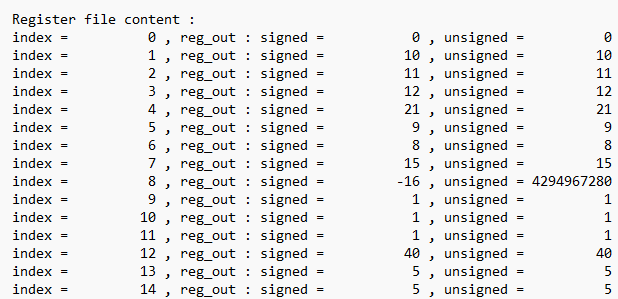 Register file content :
index =          0 , reg_out : signed =           0 , unsigned =          0
index =          1 , reg_out : signed =          10 , unsigned =         10
index =          2 , reg_out : signed =          11 , unsigned =         11
index =          3 , reg_out : signed =          12 , unsigned =         12
index =          4 , reg_out : signed =          21 , unsigned =         21
index =          5 , reg_out : signed =           9 , unsigned =          9
index =          6 , reg_out : signed =           8 , unsigned =          8
index =          7 , reg_out : signed =          15 , unsigned =         15
index =          8 , reg_out : signed =         -16 , unsigned = 4294967280
index =          9 , reg_out : signed =           1 , unsigned =          1
index =         10 , reg_out : signed =           1 , unsigned =          1
index =         11 , reg_out : signed =           1 , unsigned =          1
index =         12 , reg_out : signed =          40 , unsigned =         40
index =         13 , reg_out : signed =           5 , unsigned =          5
index =         14 , reg_out : signed =           5 , unsigned =          5